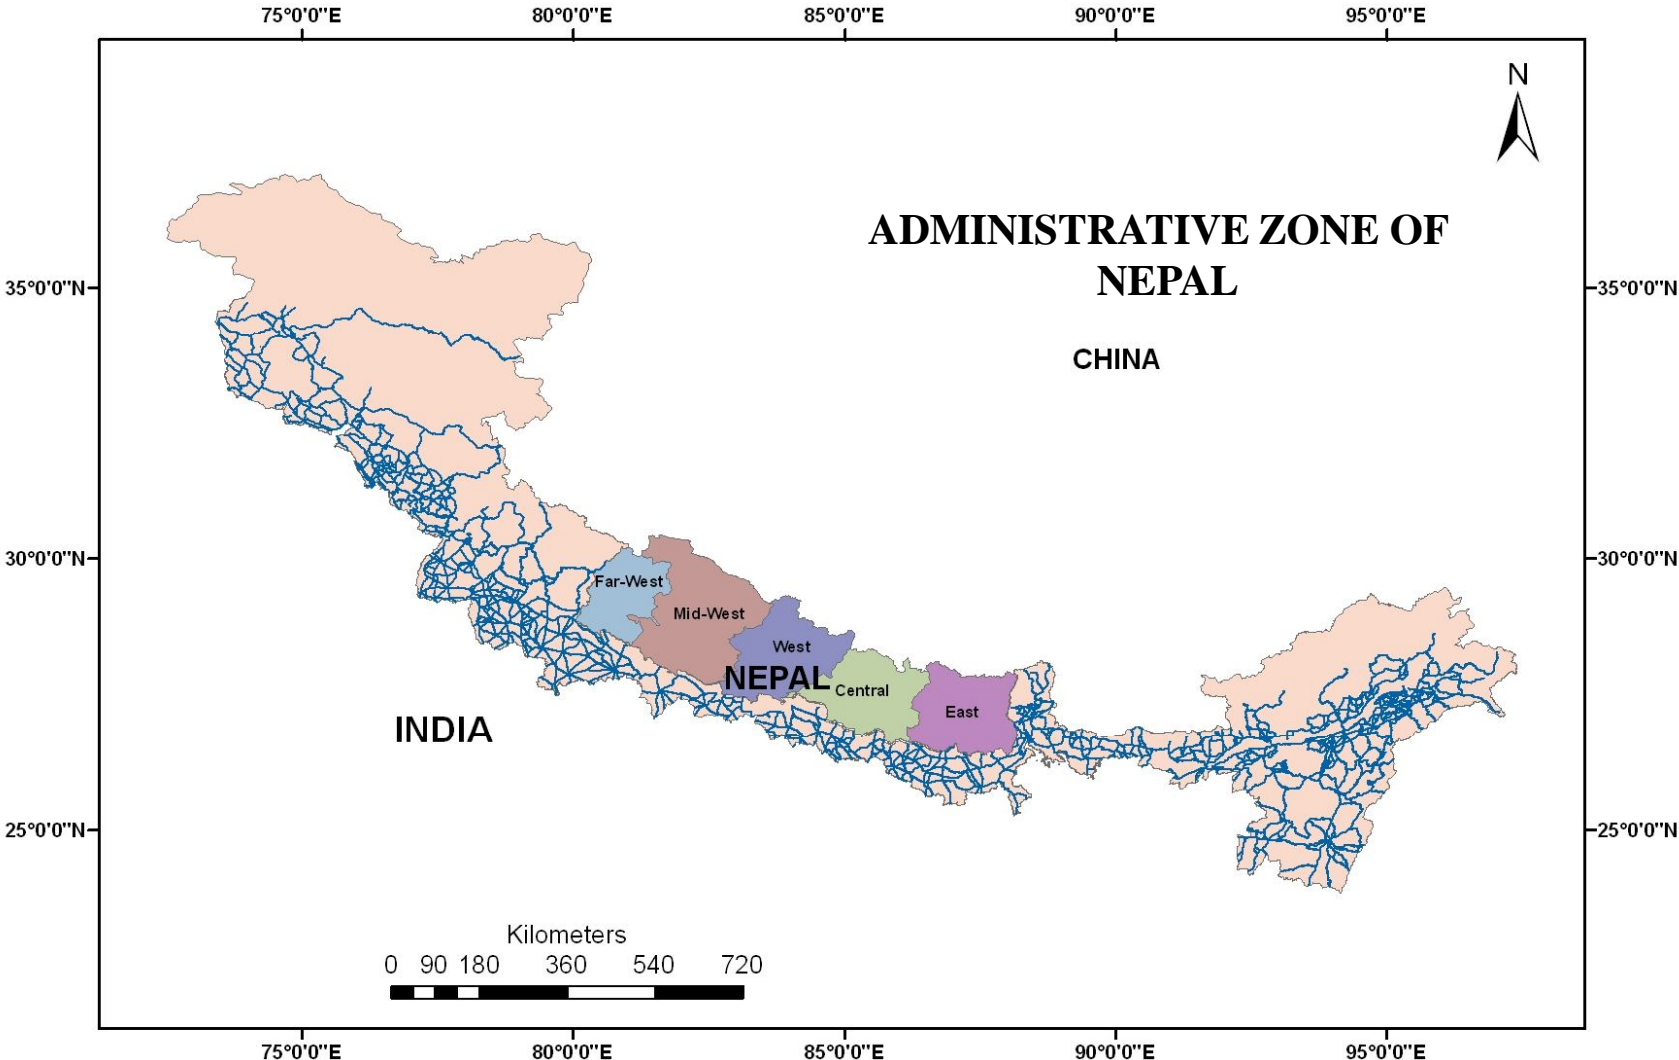 75°0'0"E 80°0'0"E 85°0'0"E 90°0'0"E 95°0'0"E
N
ADMINISTRATIVE ZONE OF
NEPAL
35°0'0"N 35°0'0"N
CHINA
30°0'0"N 30°0'0"N
Far-West
Mid-West
West
NEPAL
Central
East
INDIA
25°0'0"N 25°0'0"N
Kilometers
0 90 180 360 540 720
75°0'0"E 80°0'0"E 85°0'0"E 90°0'0"E 95°0'0"E